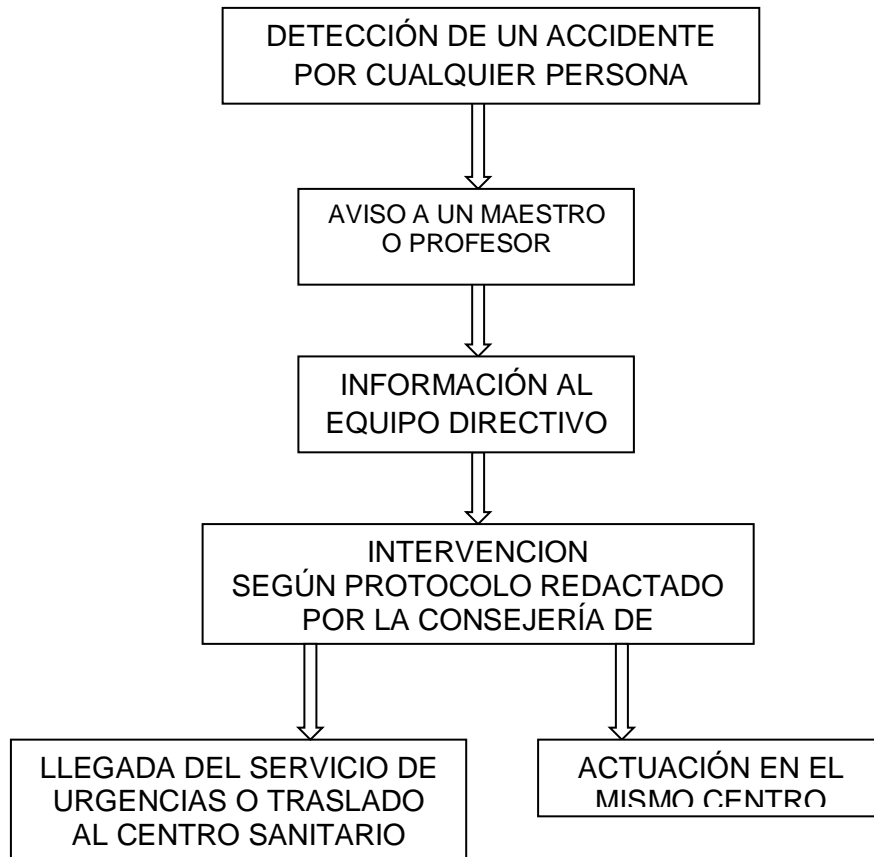 DETECCIÓN DE UN ACCIDENTE
POR CUALQUIER PERSONA
AVISO A UN MAESTRO
O PROFESOR
INFORMACIÓN AL
EQUIPO DIRECTIVO
INTERVENCION
SEGÚN PROTOCOLO REDACTADO
POR LA CONSEJERÍA DE
LLEGADA DEL SERVICIO DE
URGENCIAS O TRASLADO
AL CENTRO SANITARIO
ACTUACIÓN EN EL
MISMO CENTRO